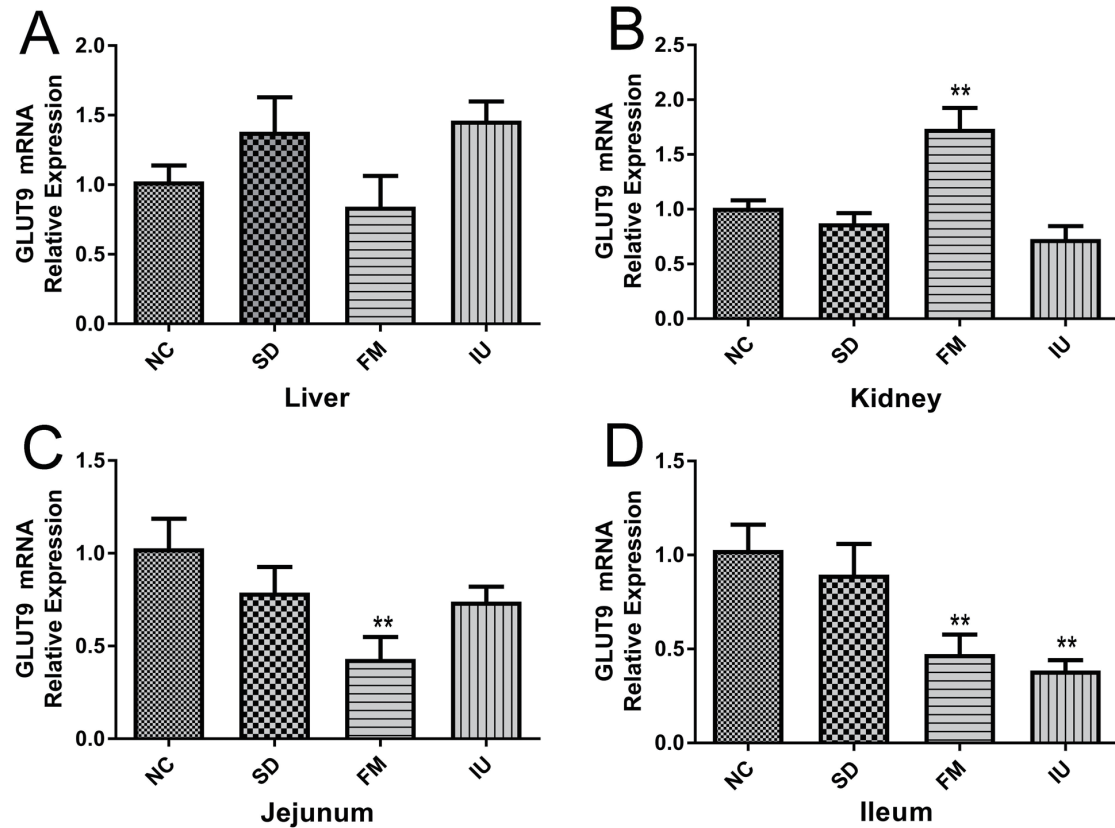 A
GLUT9 mRNA
Relative Expression
2.0
1.5
1.0
0.5
0.0
NC
SD
FM
IU
Liver
B
GLUT9 mRNA
Relative Expression
2.5
2.0
1.5
1.0
0.5
0.0
**
NC
SD
FM
IU
Kidney
C
GLUT9 mRNA
Relative Expression
1.5
1.0
0.5
0.0
**
NC
SD
FM
IU
Jejunum
D
GLUT9 mRNA
Relative Expression
1.5
1.0
0.5
0.0
**
**
NC
SD
FM
IU
Ileum